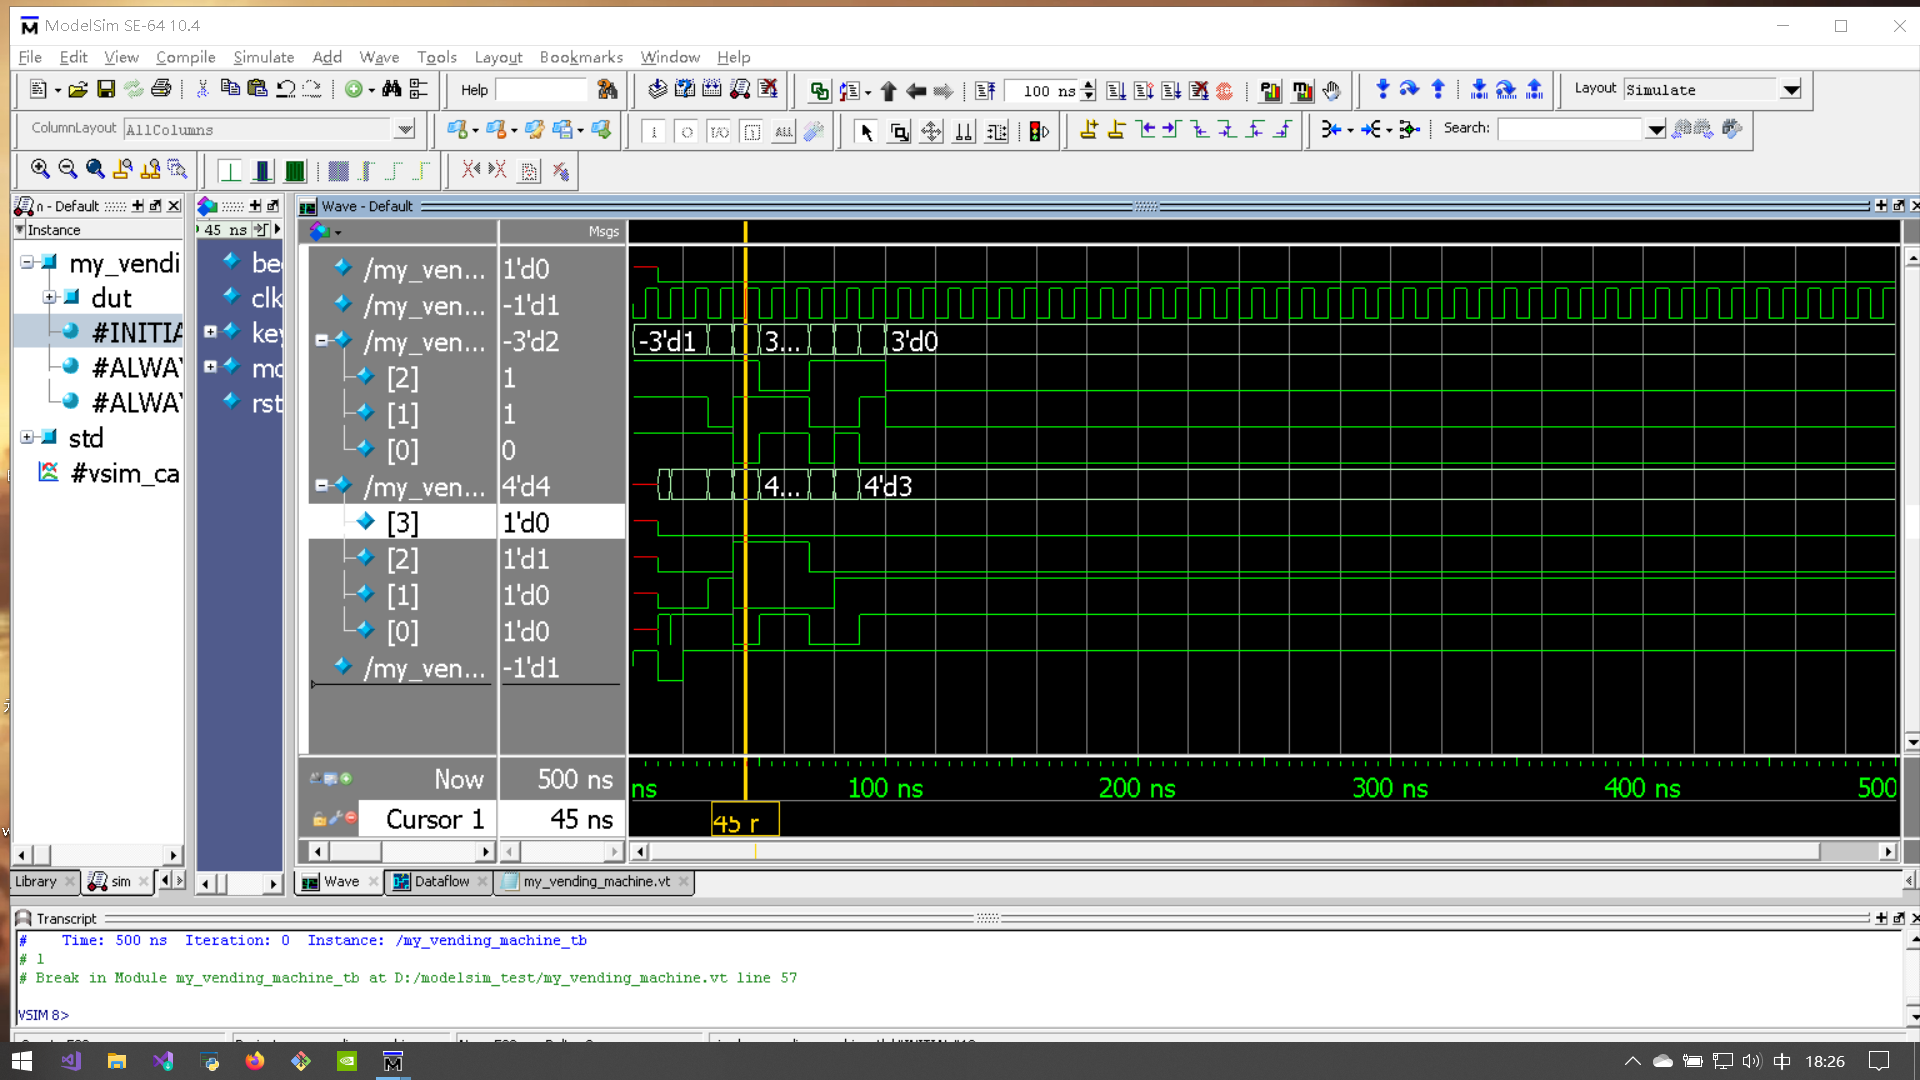 ModelSim SE-64 10.4
File Edit View Compile Simulate Add Wave Tools Layout Bookmarks Window Help
Help 100 ns Layout Simulate
ColumnLayout AllColumns Search:
n - Default
Instance
my_vendi
dut
#INITIA
#ALWAY
#ALWAY
std
#vsim_ca
45 ns
be
clk
key
mo
rst
Wave - Default
Msgs
/my_ven... 1'd0
/my_ven... -1'd1
/my_ven... -3'd2 -3'd1 3... 3'd0
[2] 1
[1] 1
[0] 0
/my_ven... 4'd4 4... 4'd3
[3] 1'd0
[2] 1'd1
[1] 1'd0
[0] 1'd0
/my_ven... -1'd1
Now 500 ns ns 100 ns 200 ns 300 ns 400 ns 500
Cursor 1 45 ns 45 r
Library sim Wave Dataflow my_vending_machine.vt
Transcript
# Time: 500 ns Iteration: 0 Instance: /my_vending_machine_tb
# 1
# Break in Module my_vending_machine_tb at D:/modelsim_test/my_vending_machine.vt line 57
VSIM 8>
中 18:26